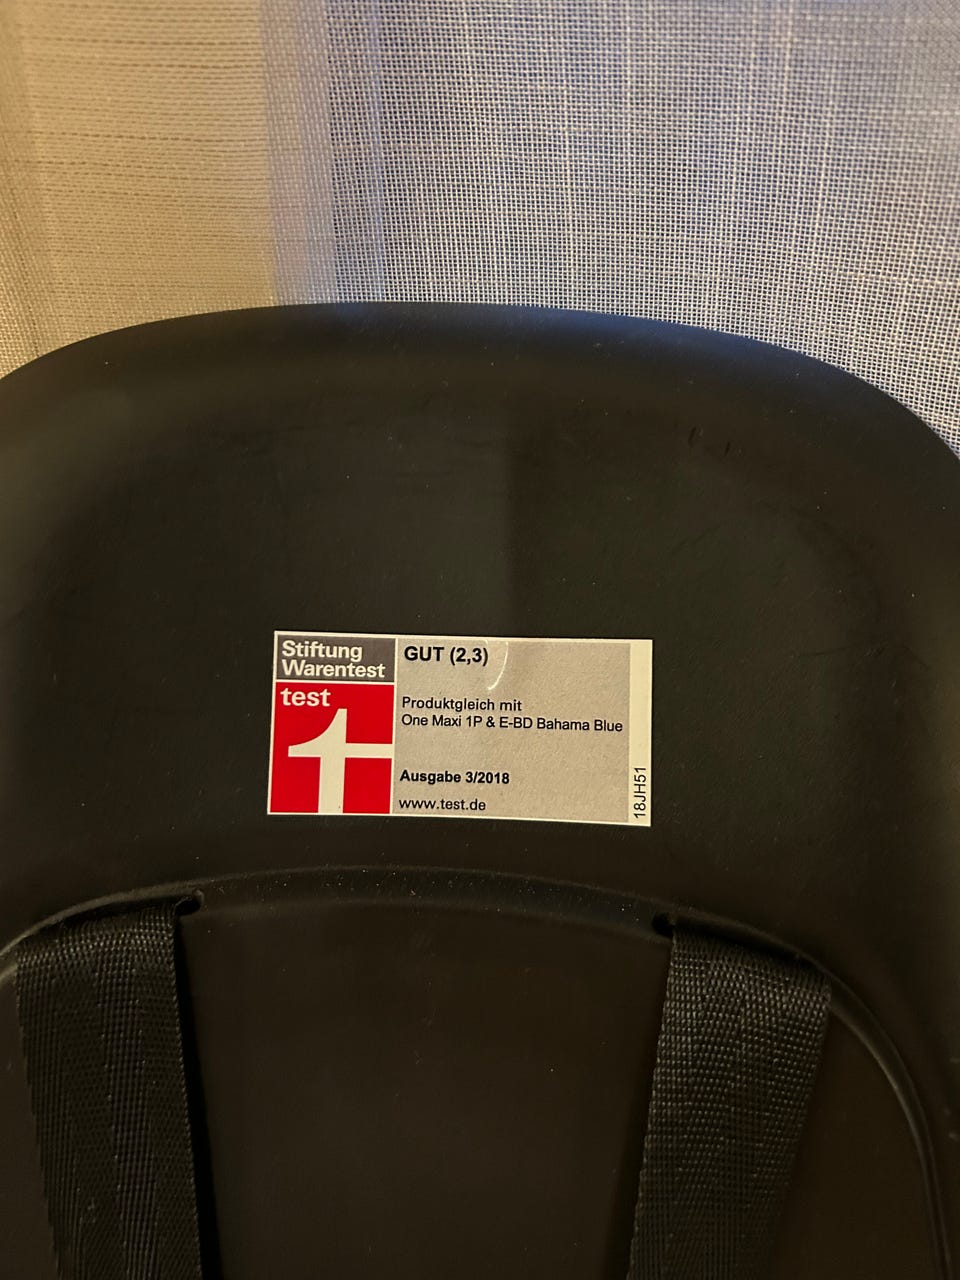 Stiftung
Warentest
test
GUT (2,3)
Produktgleich mit
One Maxi 1P & E-BD Bahama Blue
Ausgabe 3/2018
www.test.de
18JH51